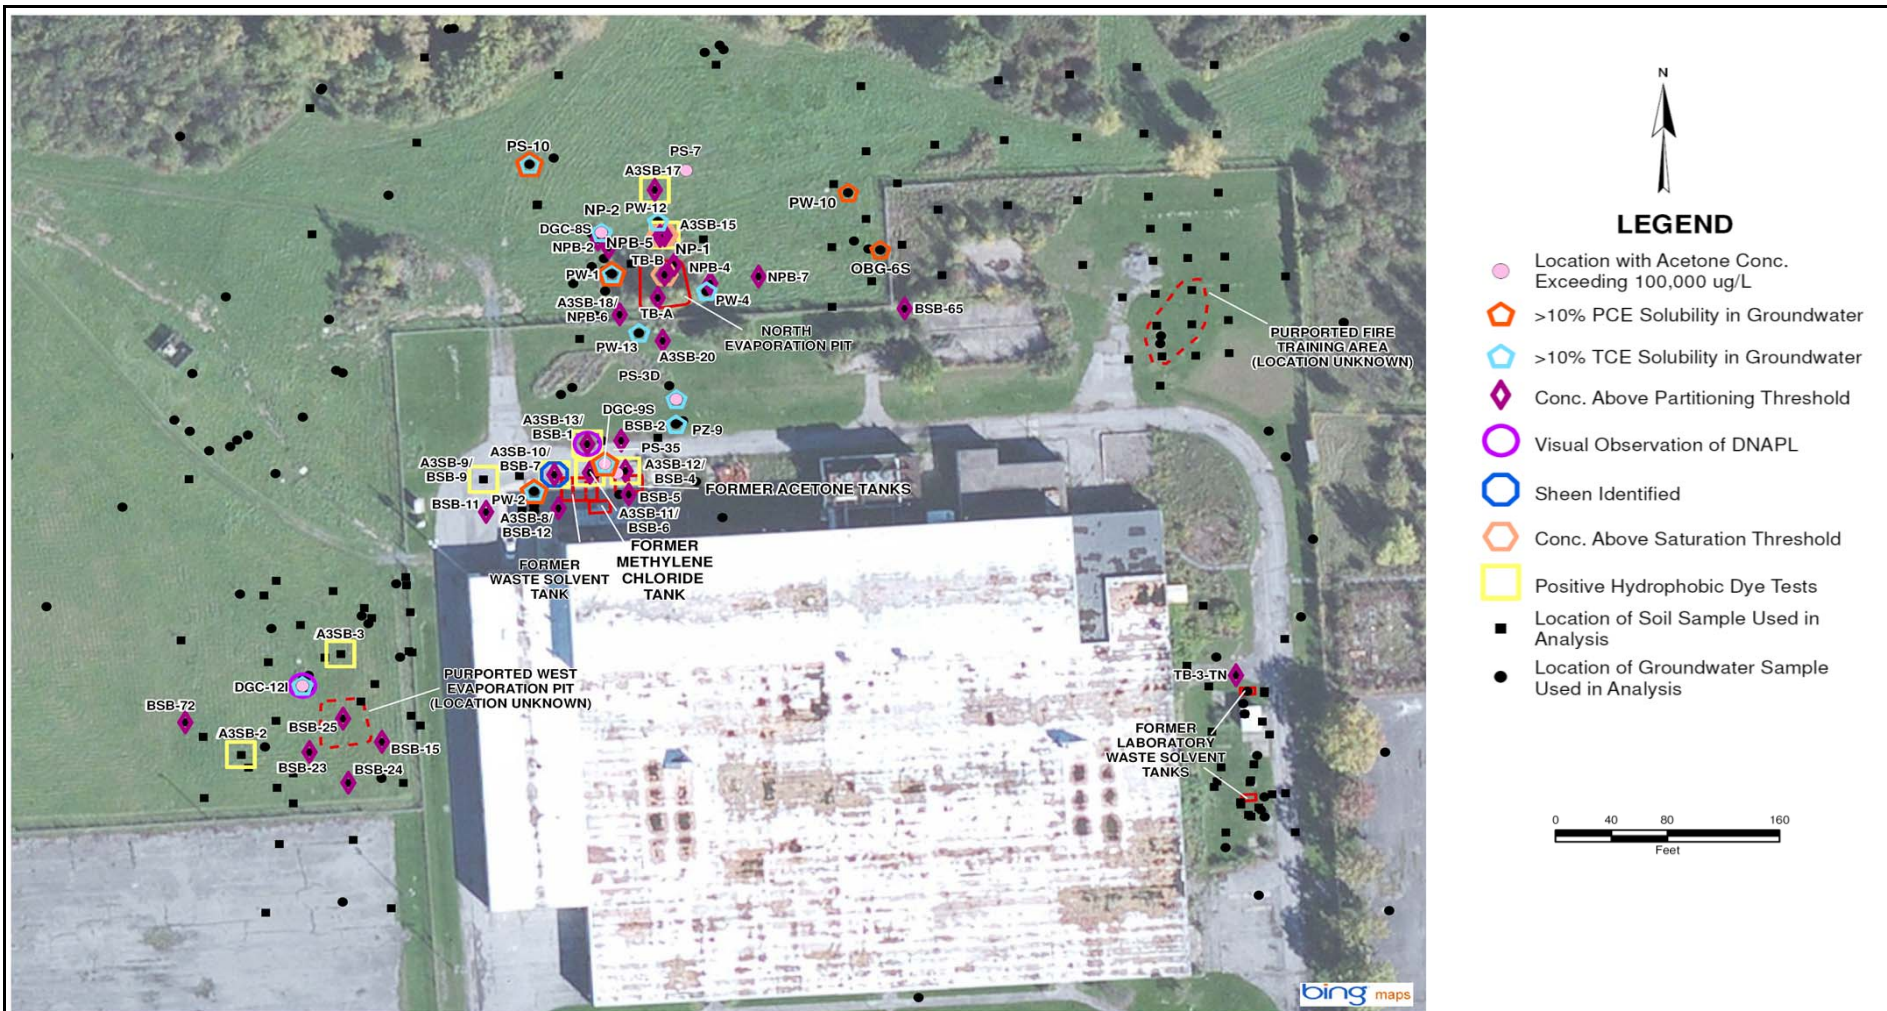 PS-10
PS-7
A3SB-17
PW-10
NP-2
PW-12
DGC-8S
A3SB-15
NPB-2
NPB-5
NP-1
TB-B
NPB-4
PW-1
NPB-7
OBG-6S
PW-4
A3SB-18/
NPB-6
TB-A
BSB-65
NORTH
EVAPORATION PIT
PW-13
A3SB-20
PURPORTED FIRE
TRAINING AREA
(LOCATION UNKNOWN)
PS-3D
DGC-9S
A3SB-13/
BSB-1
BSB-2
PZ-9
A3SB-10/
BSB-7
PS-35
A3SB-9/
BSB-9
A3SB-12/
BSB-4
FORMER ACETONE TANKS
PW-2
BSB-5
BSB-11
A3SB-8/
BSB-12
A3SB-11/
BSB-6
FORMER
METHYLENE
CHLORIDE
TANK
FORMER
WASTE SOLVENT
TANK
A3SB-3
DGC-12I
PURPORTED WEST
EVAPORATION PIT
(LOCATION UNKNOWN)
TB-3-TN
BSB-72
BSB-25
A3SB-2
BSB-15
BSB-23
BSB-24
FORMER
LABORATORY
WASTE SOLVENT
TANKS
bing maps
N
LEGEND
Location with Acetone Conc.
Exceeding 100,000 ug/L
>10% PCE Solubility in Groundwater
>10% TCE Solubility in Groundwater
Conc. Above Partitioning Threshold
Visual Observation of DNAPL
Sheen Identified
Conc. Above Saturation Threshold
Positive Hydrophobic Dye Tests
Location of Soil Sample Used in
Analysis
Location of Groundwater Sample
Used in Analysis
0 40 80 160
Feet